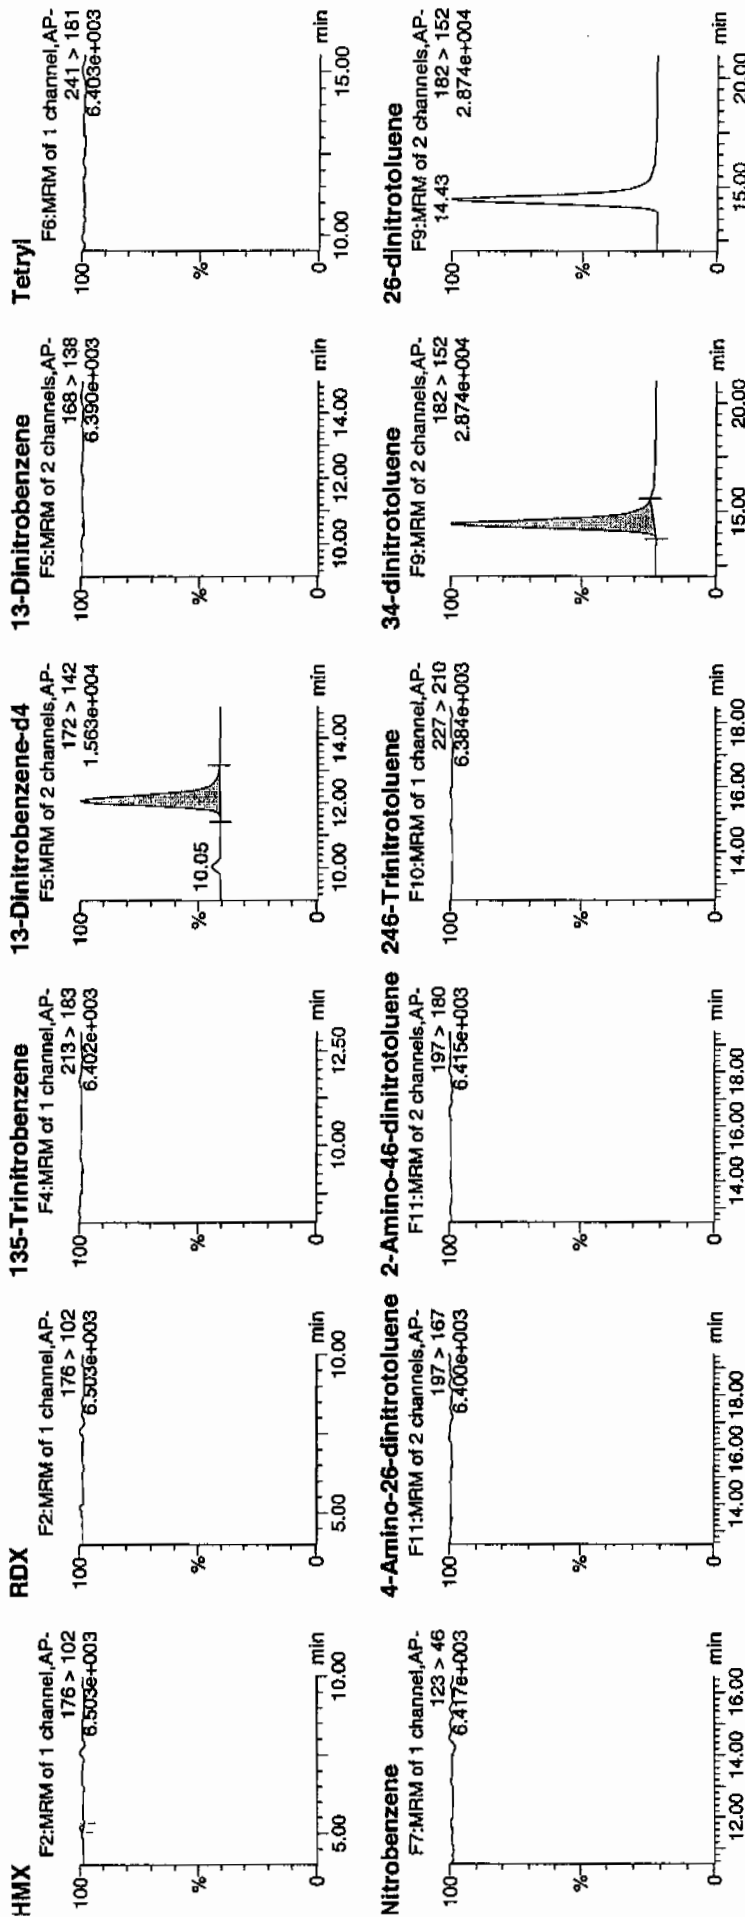 HMX
F2:MRM of 1 channel,AP-
176 > 102
6.503e+003
100
%
0
5.00 10.00 min
RDX
F2:MRM of 1 channel,AP-
176 > 102
6.503e+003
100
%
0
5.00 10.00 min
135-Trinitrobenzene
F4:MRM of 1 channel,AP-
213 > 183
6.402e+003
100
%
0
10.00 12.50 min
13-Dinitrobenzene-d4
F5:MRM of 2 channels,AP-
172 > 142
1.563e+004
100
%
10.05
0
10.00 12.00 14.00 min
13-Dinitrobenzene
F5:MRM of 2 channels,AP-
168 > 138
6.390e+003
100
%
0
10.00 12.00 14.00 min
Tetryl
F6:MRM of 1 channel,AP-
241 > 181
6.403e+003
100
%
0
10.00 15.00 min
Nitrobenzene
F7:MRM of 1 channel,AP-
123 > 46
6.417e+003
100
%
0
12.00 14.00 16.00 min
4-Amino-26-dinitrotoluene
F11:MRM of 2 channels,AP-
197 > 167
6.400e+003
100
%
0
14.00 16.00 18.00 min
2-Amino-46-dinitrotoluene
F11:MRM of 2 channels,AP-
197 > 180
6.415e+003
100
%
0
14.00 16.00 18.00 min
246-Trinitrotoluene
F10:MRM of 1 channel,AP-
227 > 210
6.384e+003
100
%
0
14.00 16.00 18.00 min
34-dinitrotoluene
F9:MRM of 2 channels,AP-
182 > 152
2.874e+004
100
%
0
15.00 20.00 min
26-dinitrotoluene
F9:MRM of 2 channels,AP-
14.43 182 > 152
2.874e+004
100
%
0
15.00 20.00 min